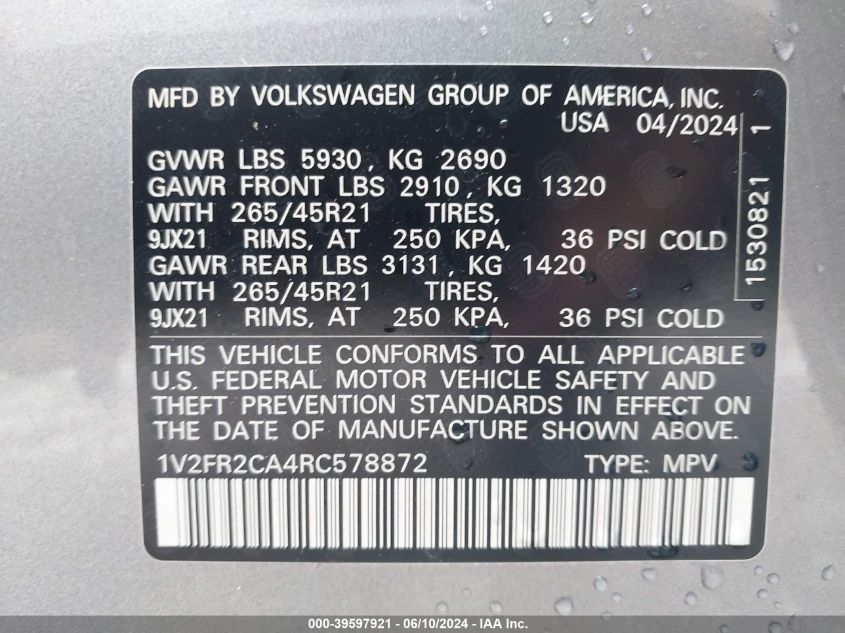 MFD BY VOLKSWAGEN GROUP OF AMERICA, INC.
USA 04/2024
GVWR LBS 5930, KG 2690
GAWR FRONT LBS 2910, KG 1320
WITH 265/45R21 TIRES,
9JX21 RIMS, AT 250 KPA, 36 PSI COLD
GAWR REAR LBS 3131, KG 1420
WITH 265/45R21 TIRES,
9JX21 RIMS, AT 250 KPA, 36 PSI COLD
1530821 1
THIS VEHICLE CONFORMS TO ALL APPLICABLE
U.S. FEDERAL MOTOR VEHICLE SAFETY AND
THEFT PREVENTION STANDARDS IN EFFECT ON
THE DATE OF MANUFACTURE SHOWN ABOVE.
1V2FR2CA4RC578872 TYPE: MPV
000-39597921 - 06/10/2024 - IAA Inc.